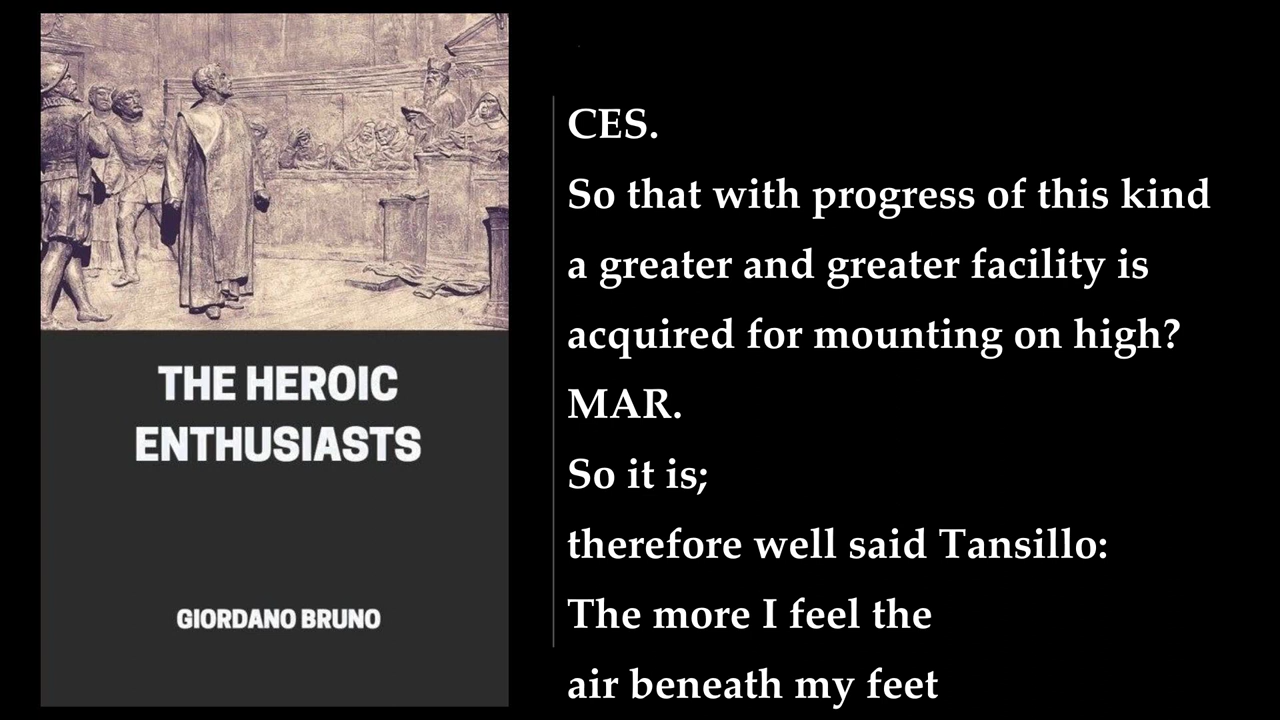 THE HEROIC
ENTHUSIASTS
GIORDANO BRUNO
CES.
So that with progress of this kind
a greater and greater facility is
acquired for mounting on high?
MAR.
So it is;
therefore well said Tansillo:
The more I feel the
air beneath my feet